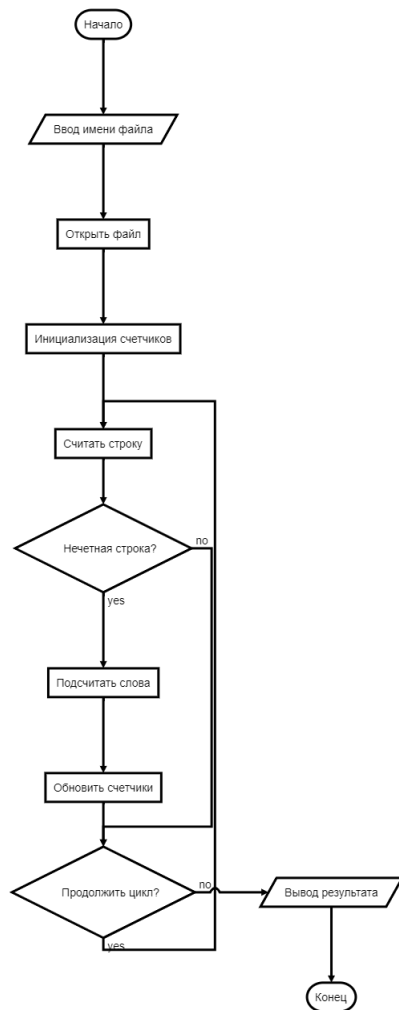 Начало
Ввод имени файла
Открыть файл
Инициализация счетчиков
Считать строку
Нечетная строка?
no
yes
Подсчитать слова
Обновить счетчики
Продолжить цикл?
no
Вывод результата
yes
Конец